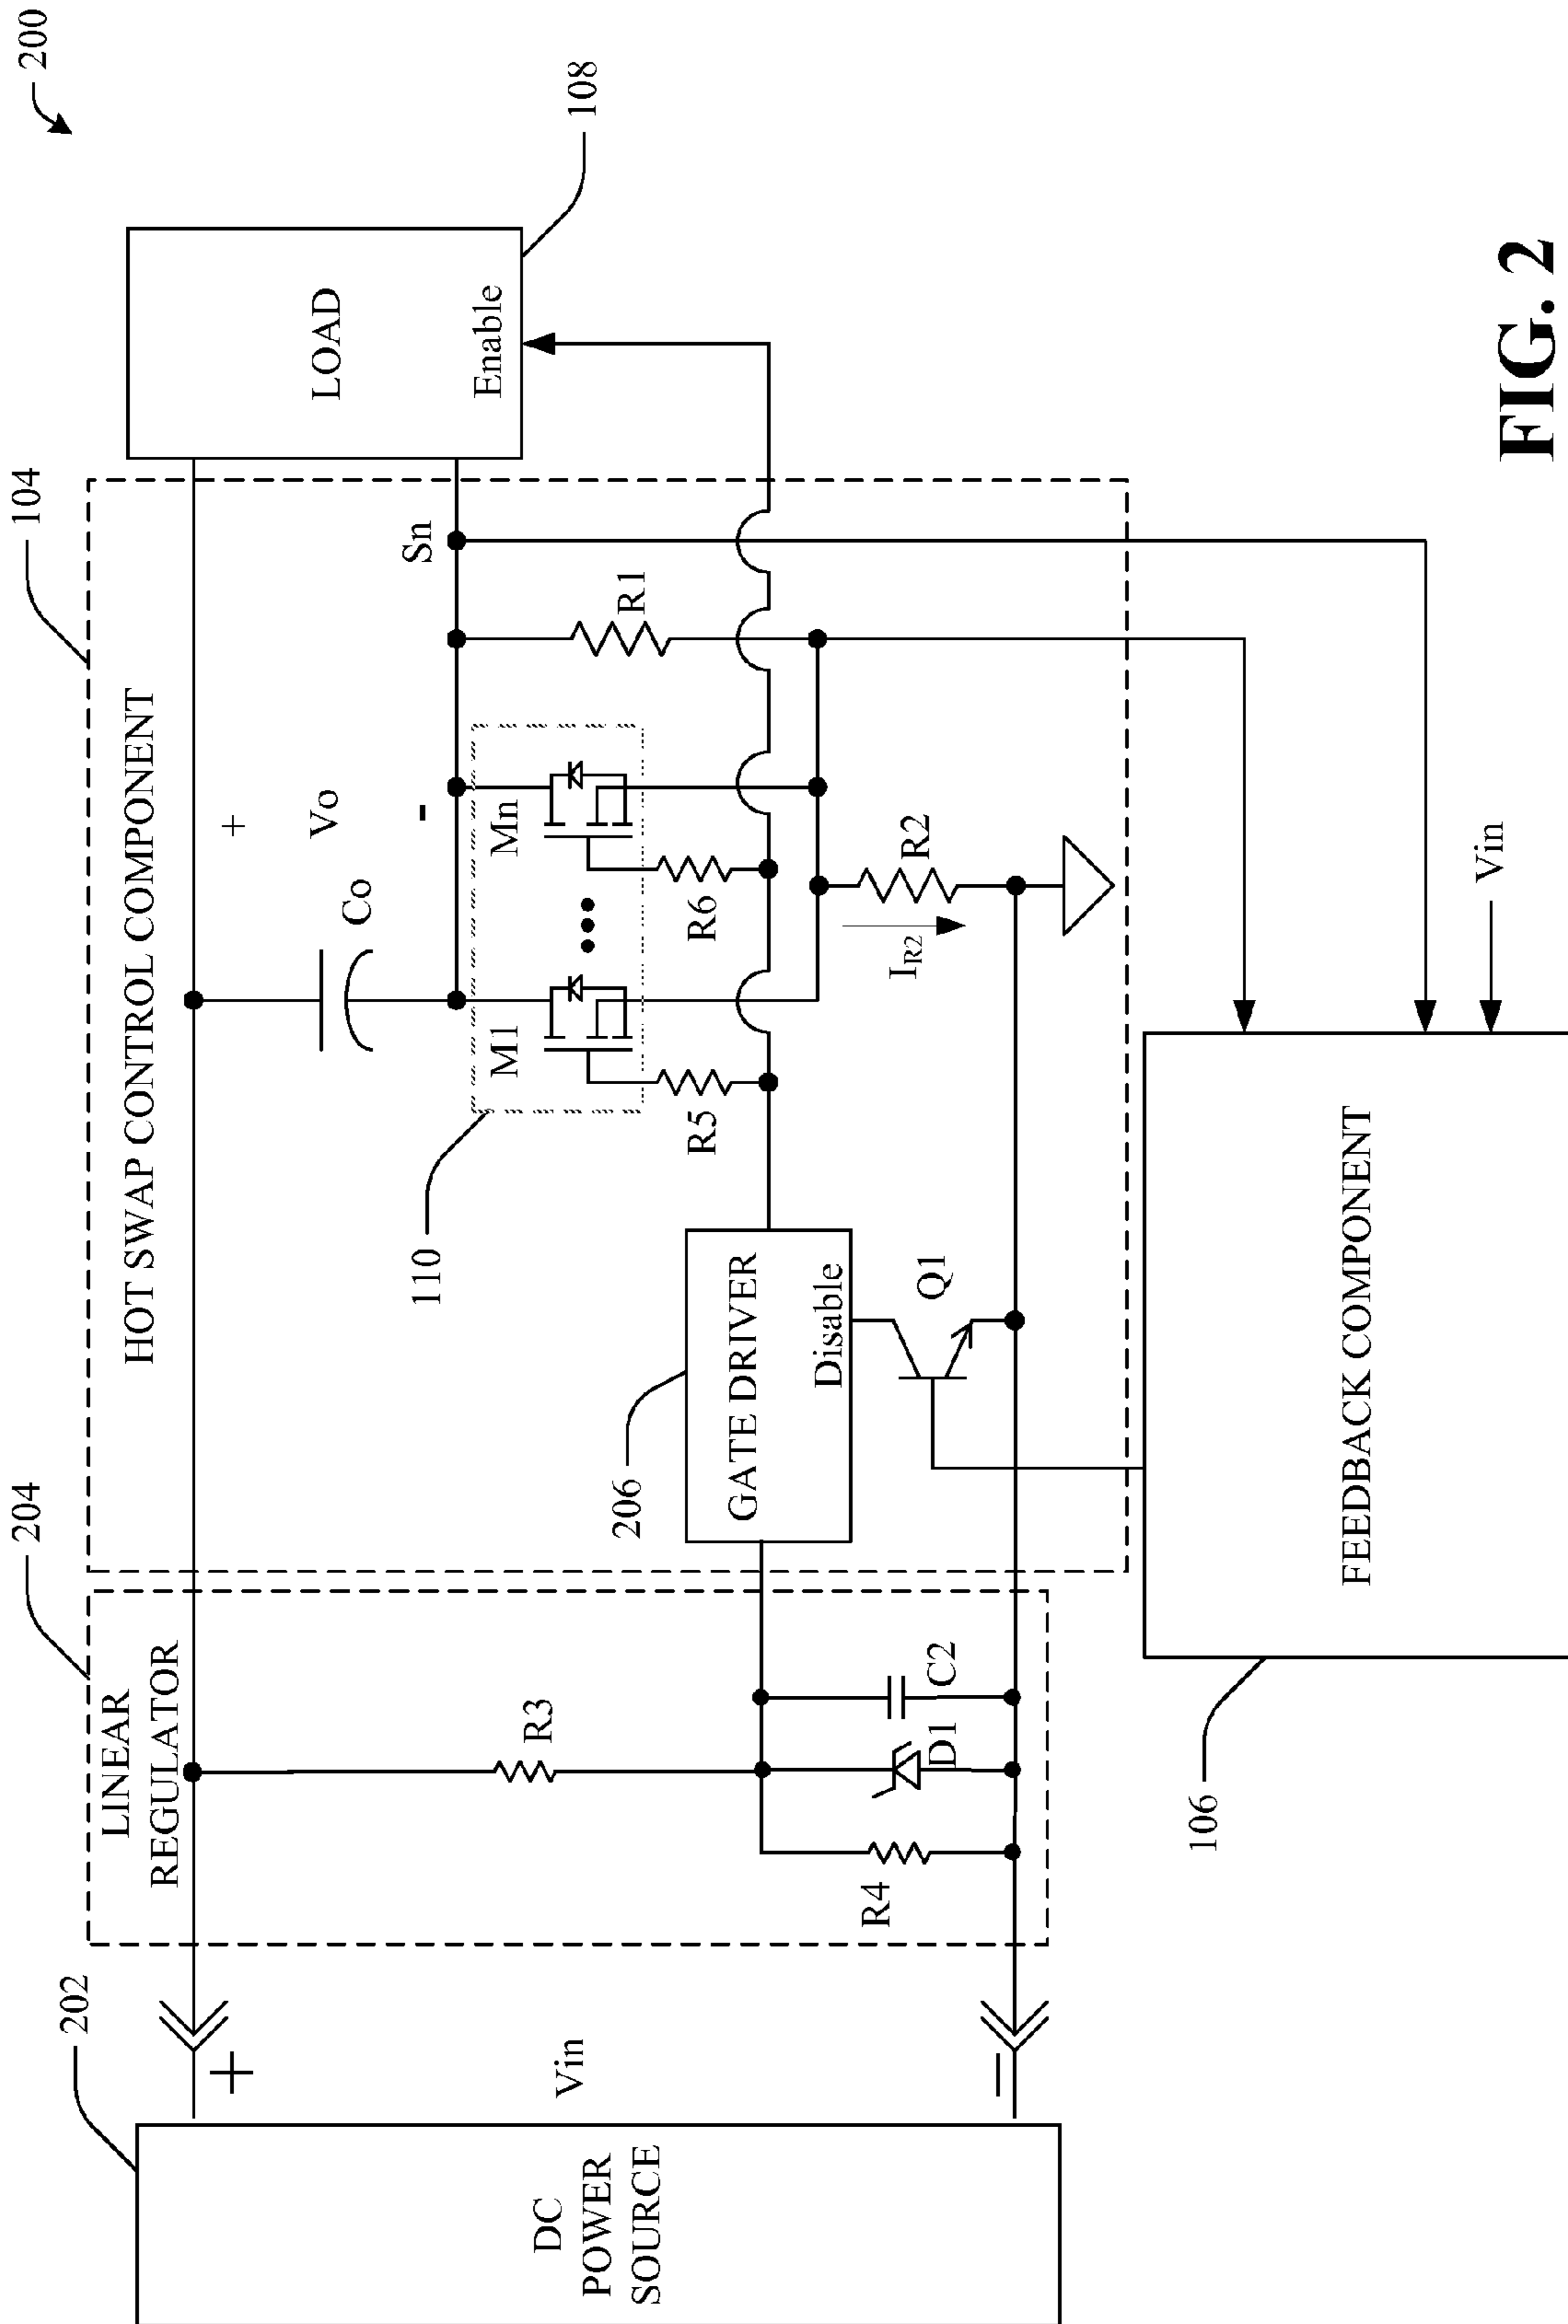 200
104
204
202
HOT SWAP CONTROL COMPONENT
LINEAR
REGULATOR
+
Vo
-
Co
Sn
LOAD
Enable
108
+
Vin
−
DC
POWER
SOURCE
R3
R4
D1
C2
110
M1
Mn
R5
R6
R1
R2
I_R2
206
GATE DRIVER
Disable
Q1
106
FEEDBACK COMPONENT
Vin
FIG. 2